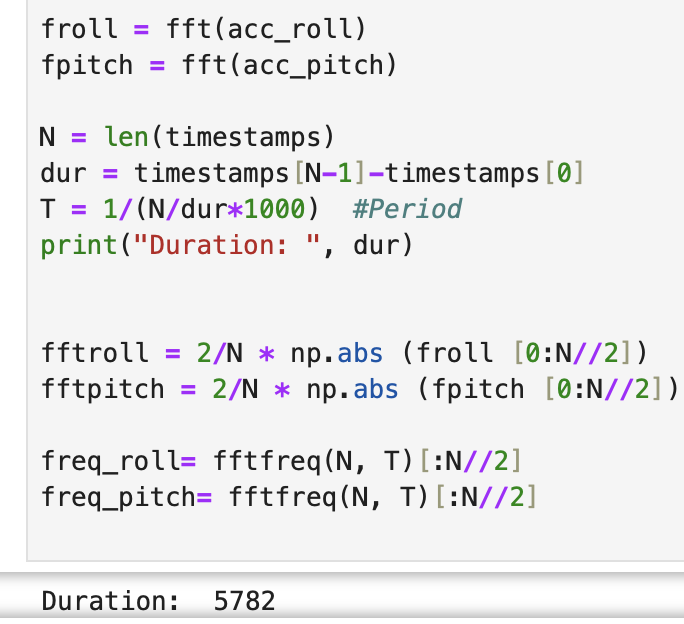 froll = fft(acc_roll)
fpitch = fft(acc_pitch)
N = len(timestamps)
dur = timestamps[N-1]-timestamps[0]
T = 1/(N/dur*1000)  #Period
print("Duration: ", dur)
fftroll = 2/N * np.abs (froll [0:N//2])
fftpitch = 2/N * np.abs (fpitch [0:N//2])
freq_roll= fftfreq(N, T)[:N//2]
freq_pitch= fftfreq(N, T)[:N//2]
Duration:  5782